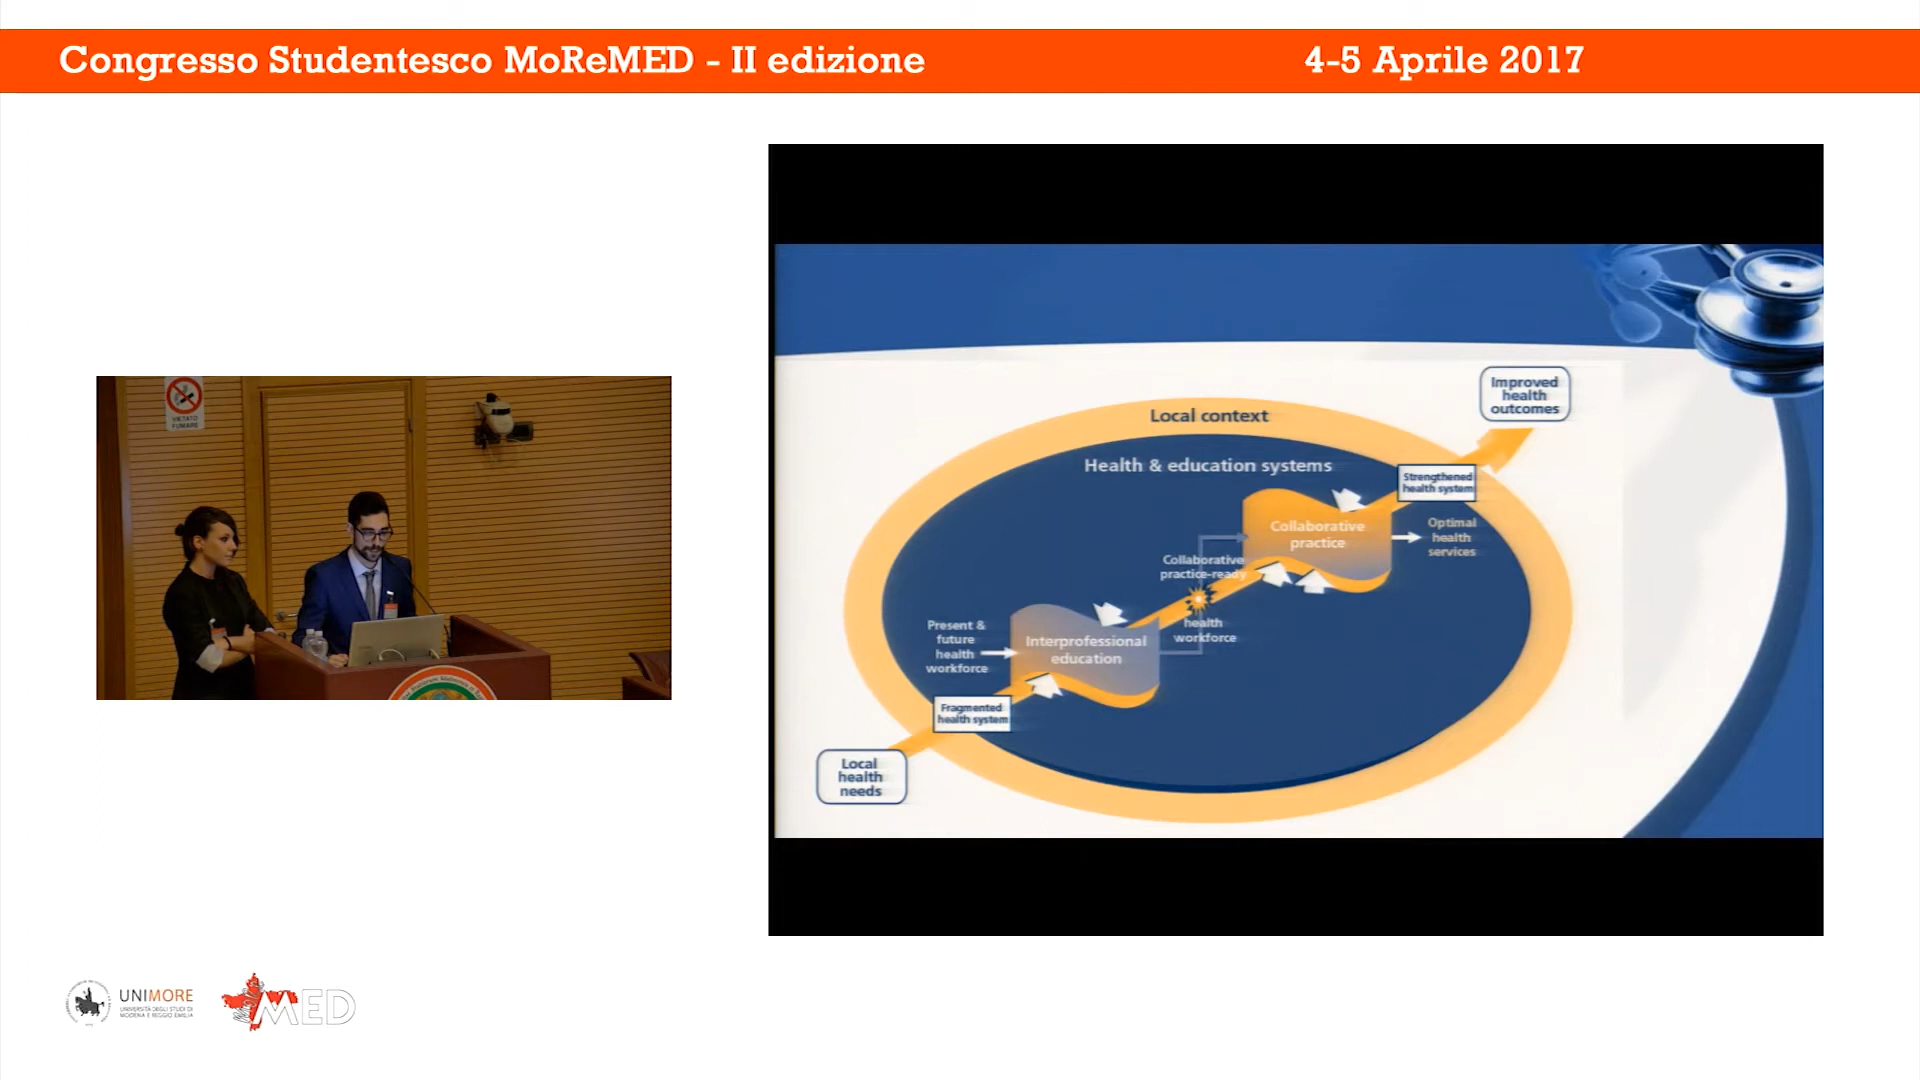 Congresso Studentesco MoReMED - II edizione
4-5 Aprile 2017
VIETATO
FUMARE
Improved
health
outcomes
Local context
Health & education systems
Strengthened
health system
Collaborative
practice
Optimal
health
services
Collaborative
practice-ready
health
workforce
Present &
future
health
workforce
Interprofessional
education
Fragmented
health system
Local
health
needs
UNIMORE
UNIVERSITÀ DEGLI STUDI DI
MODENA E REGGIO EMILIA
MED